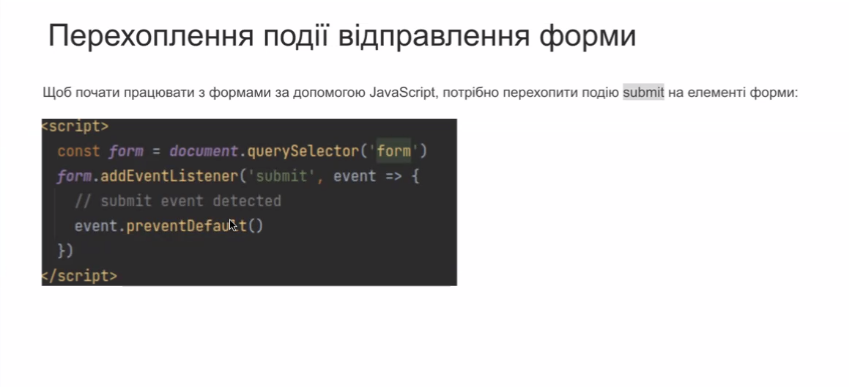 Перехоплення події відправлення форми
Щоб почати працювати з формами за допомогою JavaScript, потрібно перехопити подію submit на елементі форми:
<script>
const form = document.querySelector('form')
form.addEventListener('submit', event => {
// submit event detected
event.preventDefault()
})
</script>